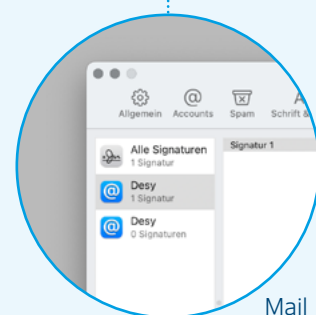 Allgemein Accounts Spam Schrift &
Alle Signaturen
1 Signatur
Signatur 1
Desy
1 Signatur
Desy
0 Signaturen
Mail